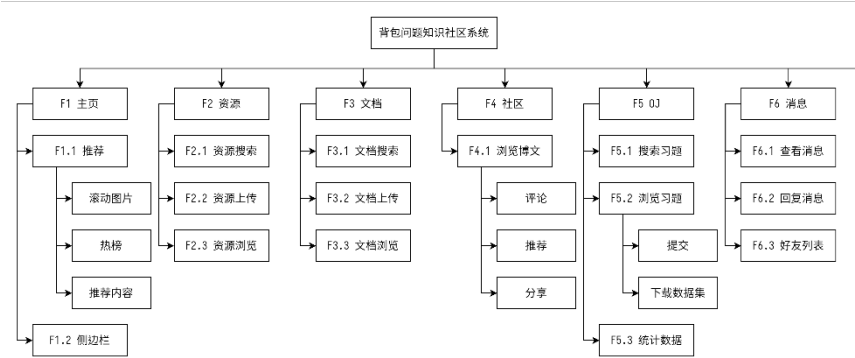 背包问题知识社区系统
F1 主页
F2 资源
F3 文档
F4 社区
F5 OJ
F6 消息
F1.1 推荐
F2.1 资源搜索
F3.1 文档搜索
F4.1 浏览博文
F5.1 搜索习题
F6.1 查看消息
滚动图片
F2.2 资源上传
F3.2 文档上传
评论
F5.2 浏览习题
F6.2 回复消息
热榜
F2.3 资源浏览
F3.3 文档浏览
推荐
提交
F6.3 好友列表
推荐内容
分享
下载数据集
F1.2 侧边栏
F5.3 统计数据